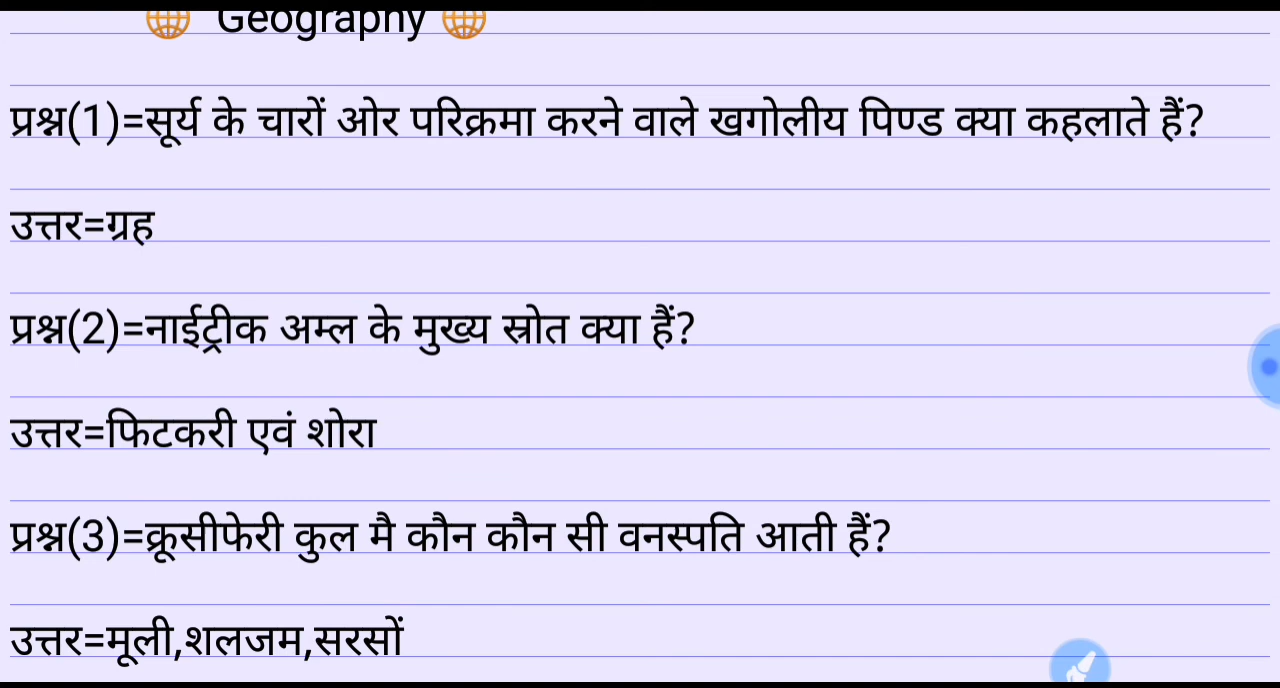 Geography
प्रश्न(1)=सूर्य के चारों ओर परिक्रमा करने वाले खगोलीय पिण्ड क्या कहलाते हैं?
उत्तर=ग्रह
प्रश्न(2)=नाईट्रीक अम्ल के मुख्य स्रोत क्या हैं?
उत्तर=फिटकरी एवं शोरा
प्रश्न(3)=क्रूसीफेरी कुल मै कौन कौन सी वनस्पति आती हैं?
उत्तर=मूली,शलजम,सरसों